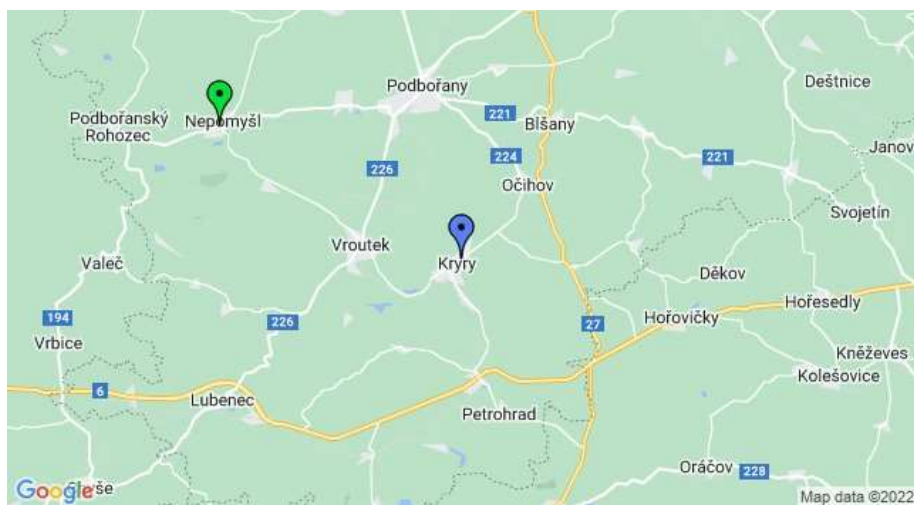 Podbořany
Deštnice
Podbořanský
Rohozec
Nepomyšl
221
Blšany
226
224
221
Janov
Očihov
Svojetín
Vroutek
Valeč
Kryry
Děkov
Hořesedly
194
226
Hořovičky
27
Vrbice
Kněževes
Kolešovice
6
Lubenec
Petrohrad
Oráčov
228
Google
Map data ©2022